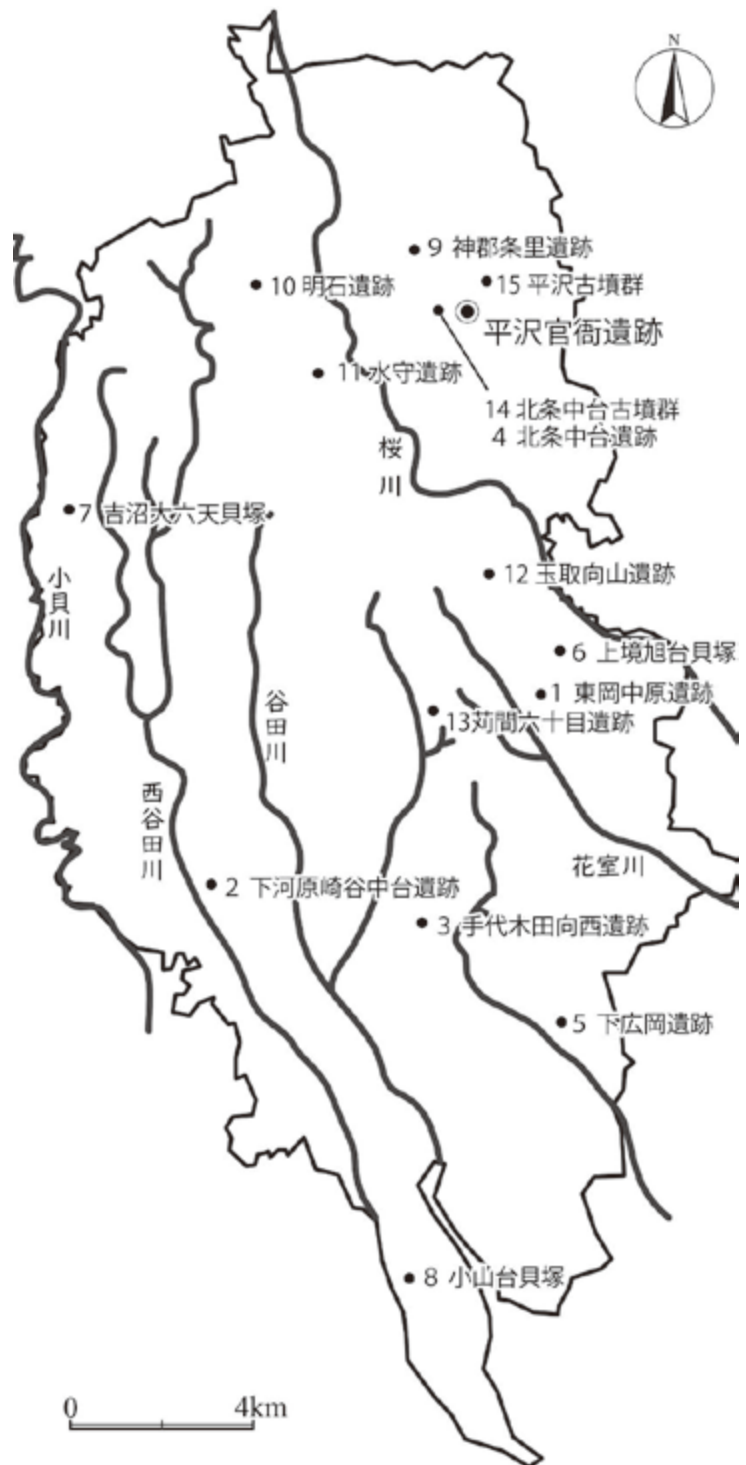 N
9 神郡条里遺跡
10 明石遺跡
15 平沢古墳群
平沢官衙遺跡
11 水守遺跡
14 北条中台古墳群
4 北条中台遺跡
桜川
7 吉沼大六天貝塚
12 玉取向山遺跡
小貝川
6 上境旭台貝塚
1 東岡中原遺跡
谷田川
13 苅間六十目遺跡
西谷田川
花室川
2 下河原崎谷中台遺跡
3 手代木田向西遺跡
5 下広岡遺跡
8 小山台貝塚
0 4km